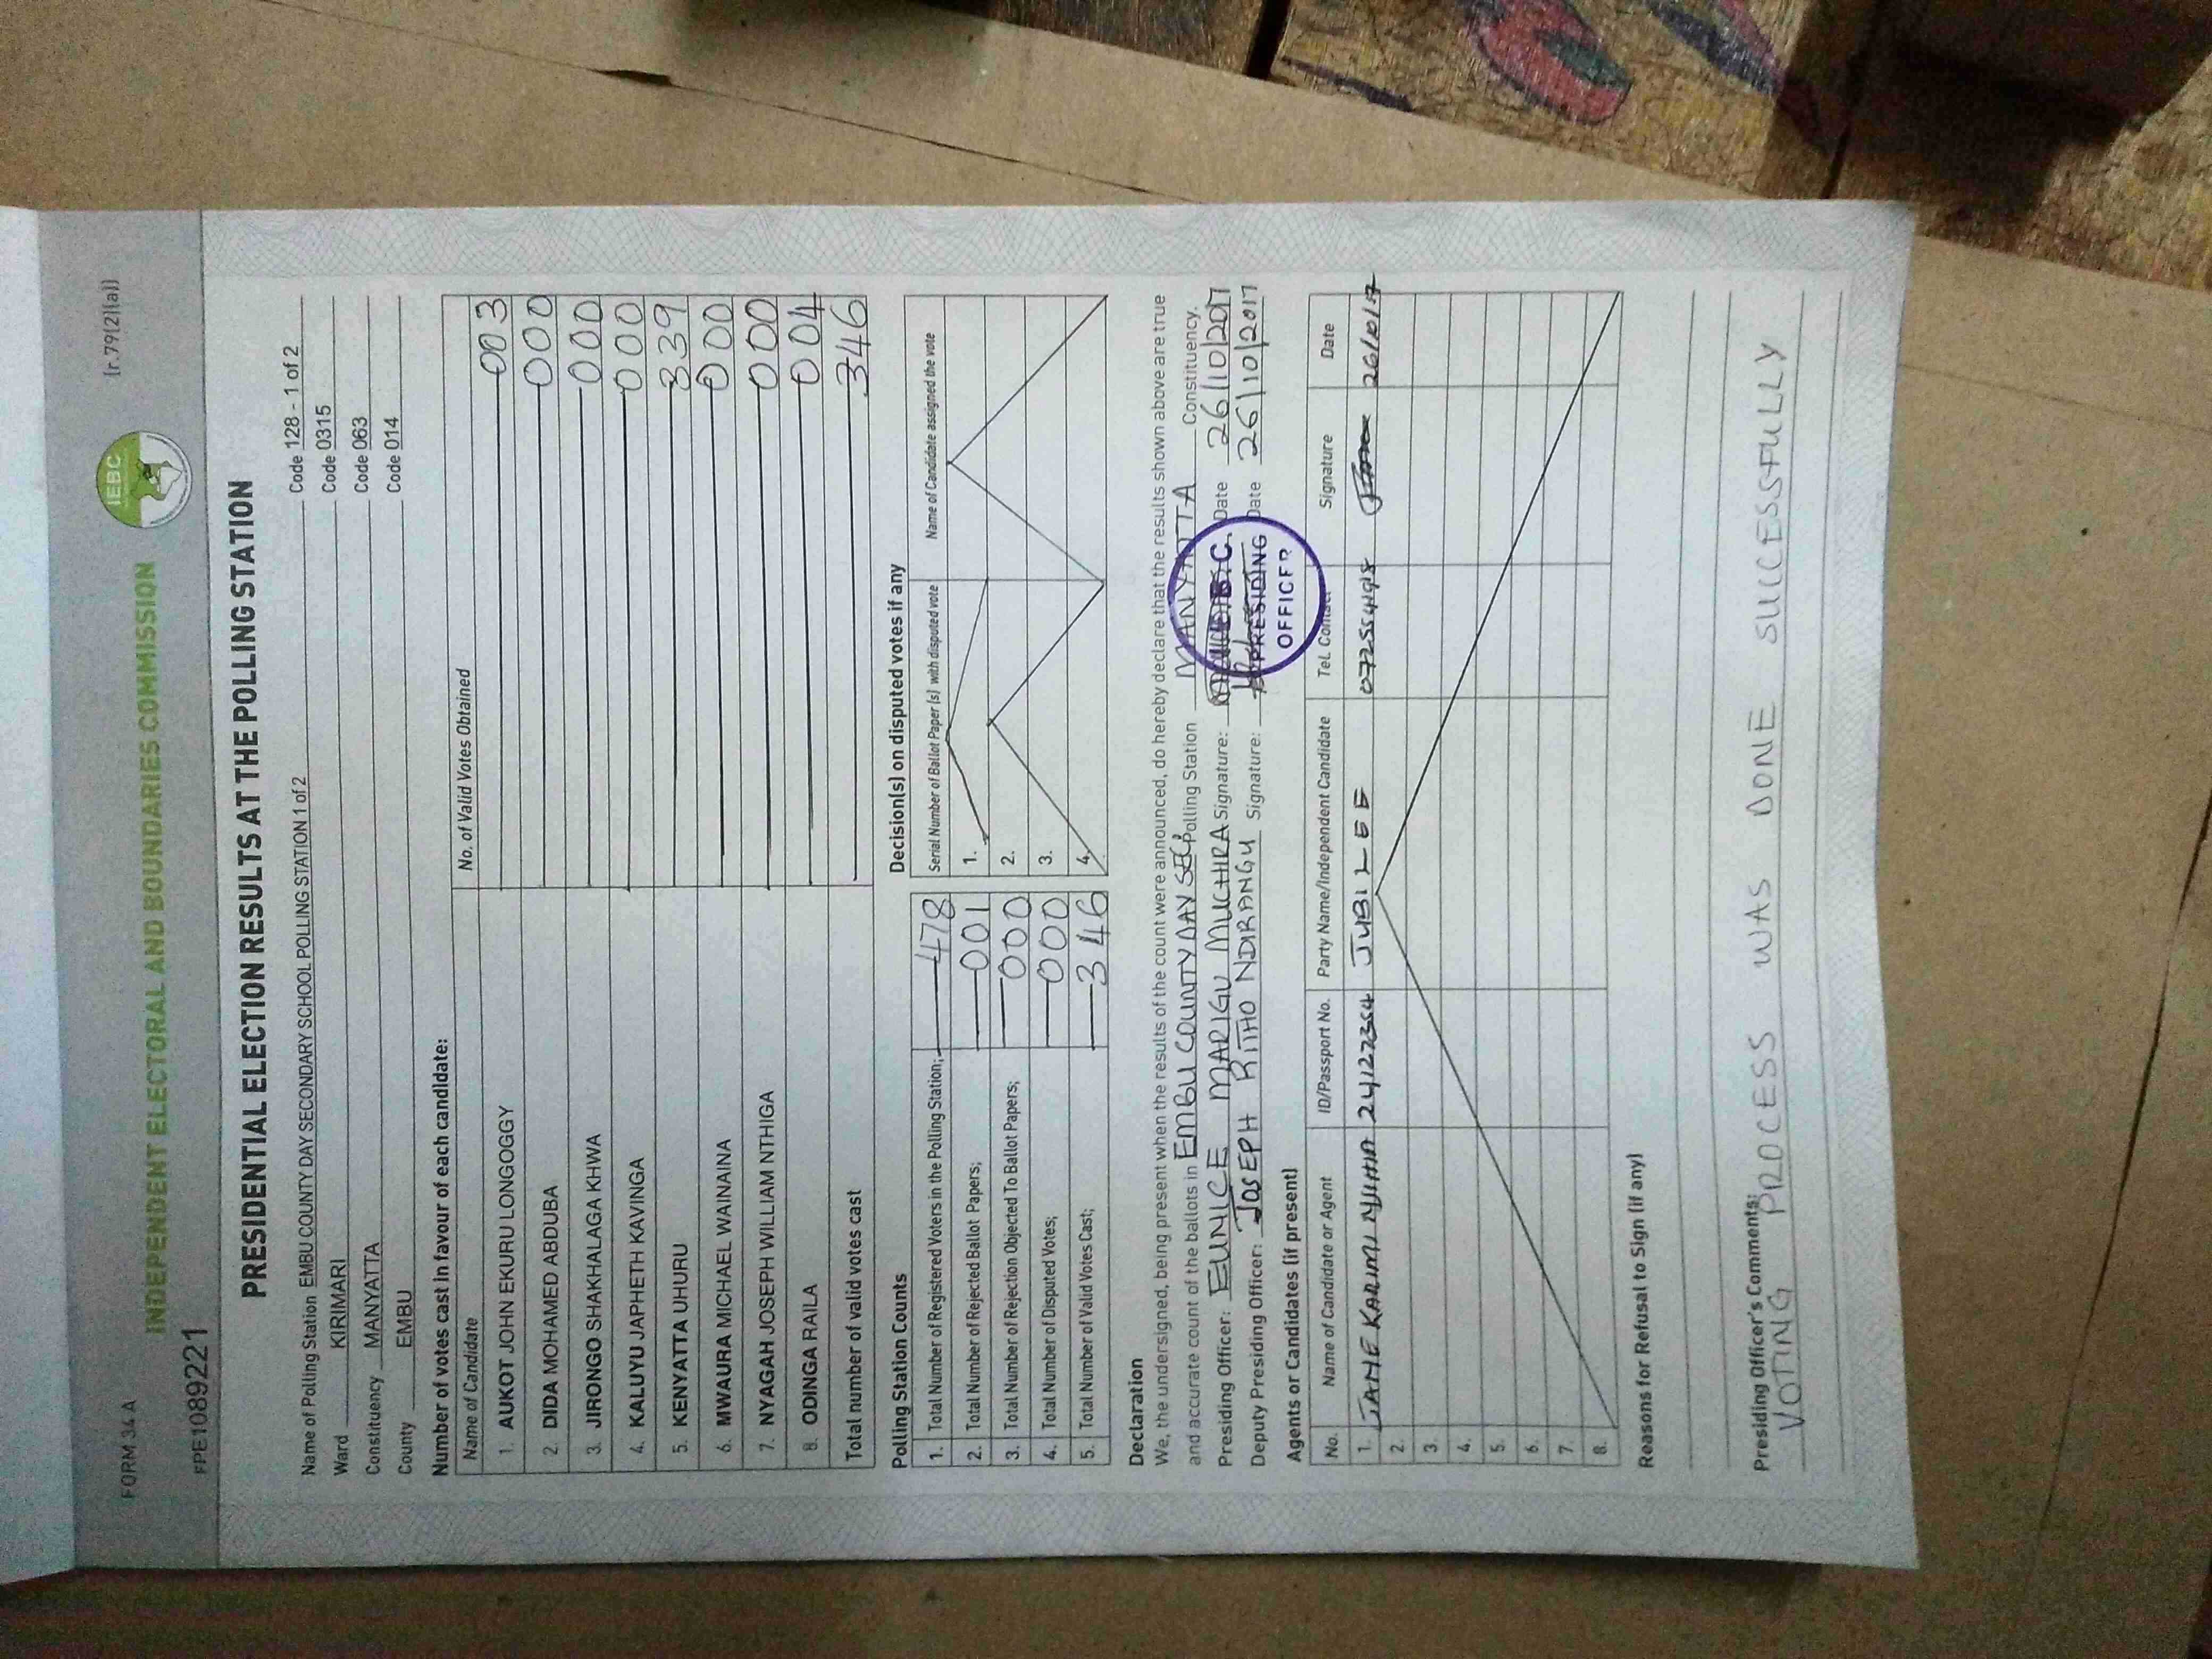 FORM 34 A
(r.79(2)(a))
IEBC
INDEPENDENT ELECTORAL AND BOUNDARIES COMMISSION
FPE1089221
PRESIDENTIAL ELECTION RESULTS AT THE POLLING STATION
Name of Polling Station EMBU COUNTY DAY SECONDARY SCHOOL POLLING STATION 1 of 2 Code 128 - 1 of 2
Ward KIRIMARI Code 0315
Constituency MANYATTA Code 063
County EMBU Code 014
Number of votes cast in favour of each candidate:
Name of Candidate No. of Valid Votes Obtained
1. AUKOT JOHN EKURU LONGOGGY 003
2 DIDA MOHAMED ABDUBA 000
3. JIRONGO SHAKHALAGA KHWA 000
4. KALUYU JAPHETH KAVINGA 000
5. KENYATTA UHURU 339
6. MWAURA MICHAEL WAINAINA 000
7. NYAGAH JOSEPH WILLIAM NTHIGA 000
8. ODINGA RAILA 004
Total number of valid votes cast 346
Polling Station Counts
1. Total Number of Registered Voters in the Polling Station; 478
2. Total Number of Rejected Ballot Papers; 001
3. Total Number of Rejection Objected To Ballot Papers; 000
4. Total Number of Disputed Votes; 000
5. Total Number of Valid Votes Cast; 346
Decision(s) on disputed votes if any
Serial Number of Ballot Paper (s) with disputed vote Name of Candidate assigned the vote
1.
2.
3.
4.
Declaration
We, the undersigned, being present when the results of the count were announced, do hereby declare that the results shown above are true
and accurate count of the ballots in EMBU COUNTY DAY SEC, Polling Station MANYATTA Constituency.
Presiding Officer: EUNICE MARIGU MUCHIRA Signature: Date 26/10/2017
Deputy Presiding Officer: JOSEPH RITHO NDIRANGU Signature: Date 26/10/2017
PRESIDING
OFFICER
Agents or Candidates (if present)
No. Name of Candidate or Agent ID/Passport No. Party Name/Independent Candidate Tel. Contact Signature Date
1. JANE KARIMI 24122364 JUBILEE 26/10/17
2.
3.
4.
5.
6.
7.
8.
Reasons for Refusal to Sign (if any)
Presiding Officer's Comments:
VOTING PROCESS WAS DONE SUCCESSFULLY